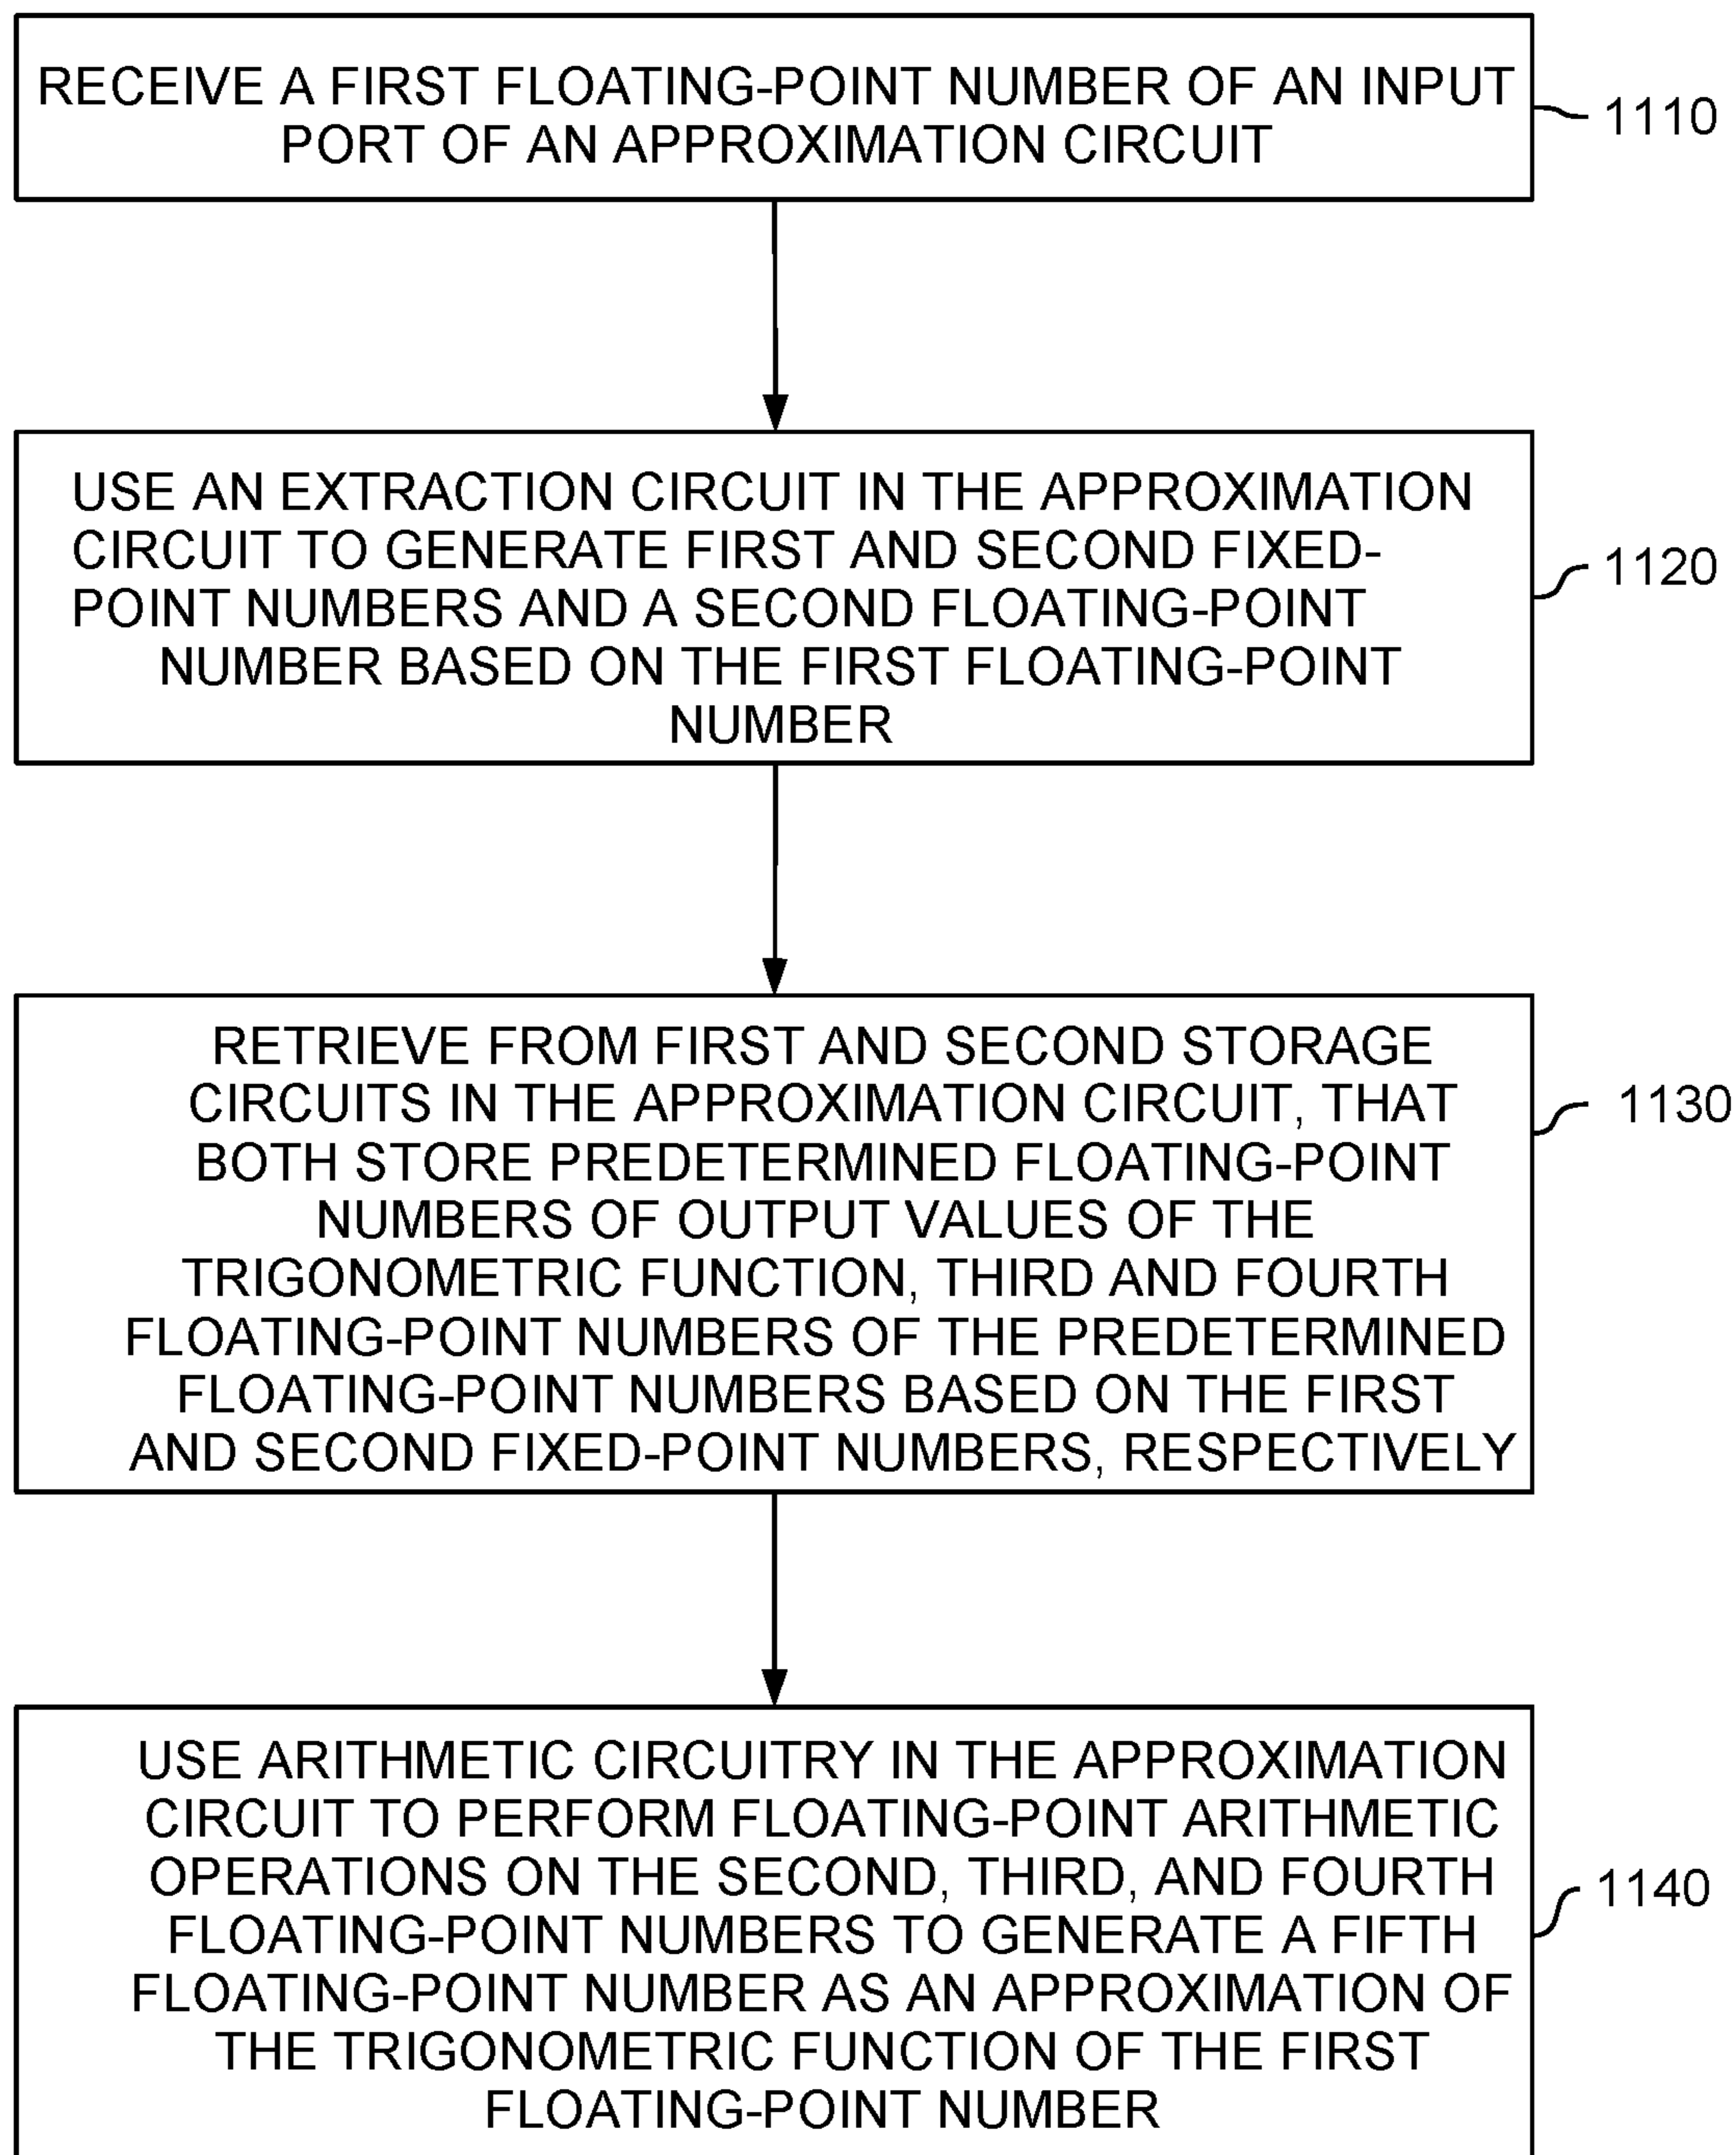 RECEIVE A FIRST FLOATING-POINT NUMBER OF AN INPUT
PORT OF AN APPROXIMATION CIRCUIT
1110
USE AN EXTRACTION CIRCUIT IN THE APPROXIMATION
CIRCUIT TO GENERATE FIRST AND SECOND FIXED-
POINT NUMBERS AND A SECOND FLOATING-POINT
NUMBER BASED ON THE FIRST FLOATING-POINT
NUMBER
1120
RETRIEVE FROM FIRST AND SECOND STORAGE
CIRCUITS IN THE APPROXIMATION CIRCUIT, THAT
BOTH STORE PREDETERMINED FLOATING-POINT
NUMBERS OF OUTPUT VALUES OF THE
TRIGONOMETRIC FUNCTION, THIRD AND FOURTH
FLOATING-POINT NUMBERS OF THE PREDETERMINED
FLOATING-POINT NUMBERS BASED ON THE FIRST
AND SECOND FIXED-POINT NUMBERS, RESPECTIVELY
1130
USE ARITHMETIC CIRCUITRY IN THE APPROXIMATION
CIRCUIT TO PERFORM FLOATING-POINT ARITHMETIC
OPERATIONS ON THE SECOND, THIRD, AND FOURTH
FLOATING-POINT NUMBERS TO GENERATE A FIFTH
FLOATING-POINT NUMBER AS AN APPROXIMATION OF
THE TRIGONOMETRIC FUNCTION OF THE FIRST
FLOATING-POINT NUMBER
1140